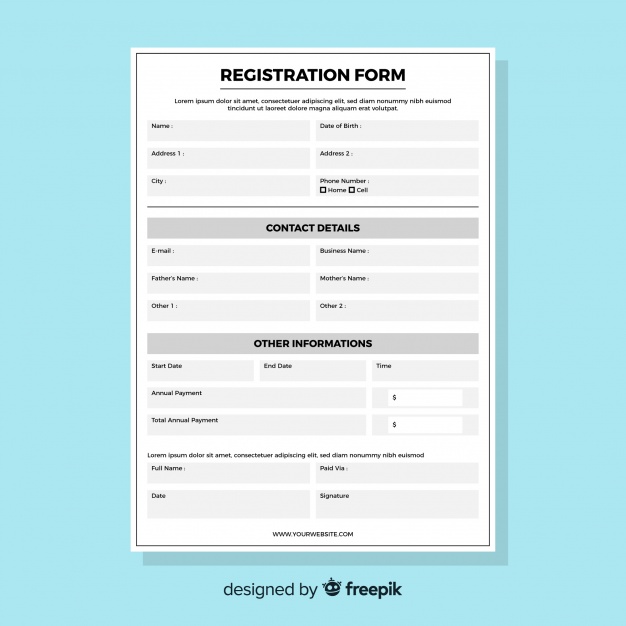 REGISTRATION FORM
Lorem ipsum dolor sit amet, consectetuer adipiscing elit, sed diam nonummy nibh euismod
tincidunt ut laoreet dolore magna aliquam erat volutpat.
Name :
Date of Birth :
Address 1 :
Address 2 :
City :
Phone Number :
Home Cell
CONTACT DETAILS
E-mail :
Business Name :
Father's Name :
Mother's Name :
Other 1 :
Other 2 :
OTHER INFORMATIONS
Start Date
End Date
Time
Annual Payment
$
Total Annual Payment
$
Lorem ipsum dolor sit amet, consectetuer adipiscing elit, sed diam nonummy
Full Name :
Paid Via :
Date
Signature
WWW.YOURWEBSITE.COM
designed by freepik